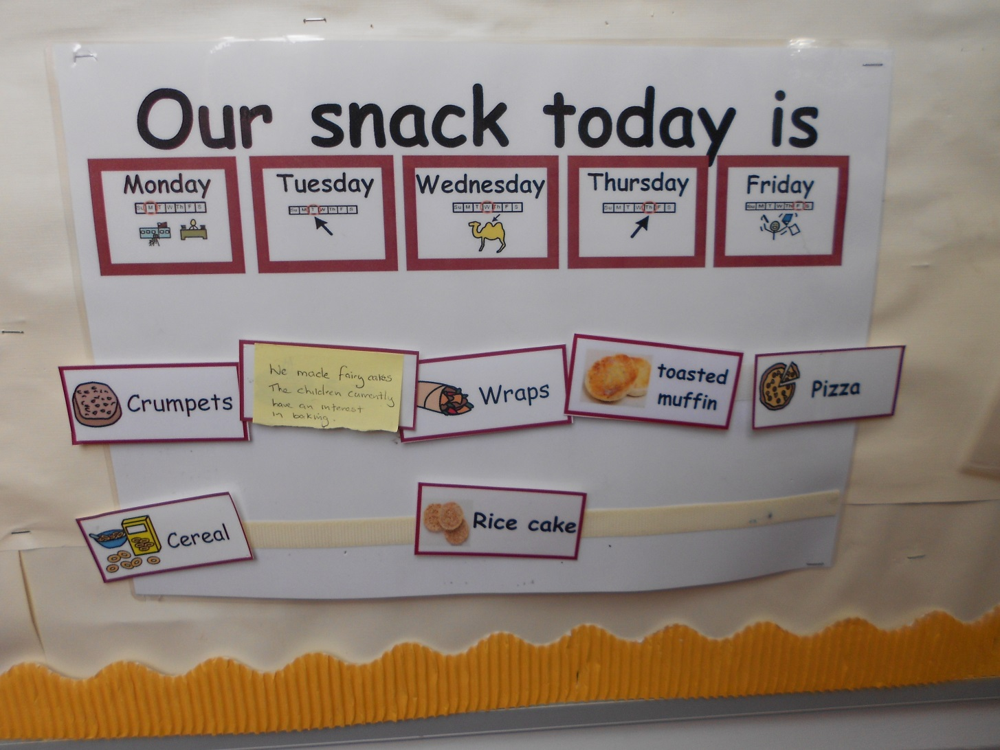 Our snack today is
Monday
Tuesday
Wednesday
Thursday
Friday
Su M T W Th F S
Su M T W Th F S
Su M T W Th F S
Su M T W Th F S
Su M T W Th F S
Crumpets
We made fairy cakes
The children currently
have an interest
in baking.
Wraps
toasted
muffin
Pizza
Cereal
Rice cake